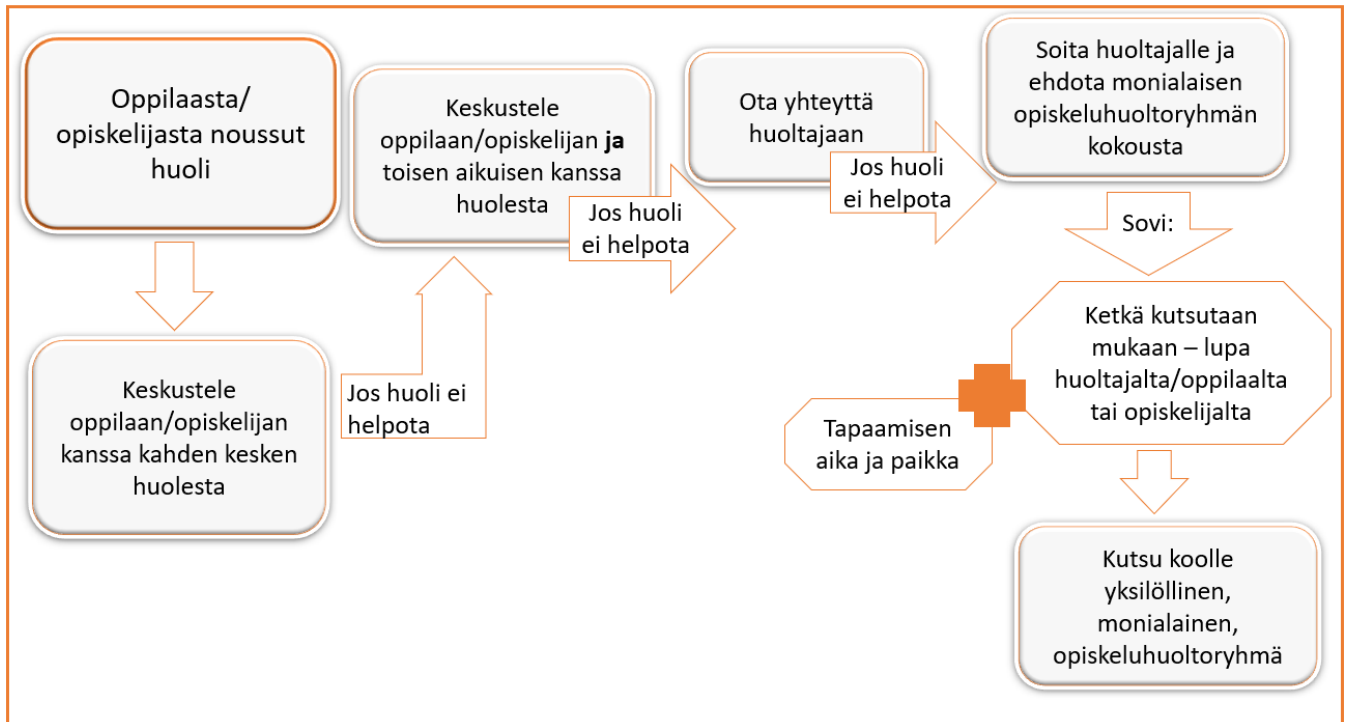 Oppilaasta/
opiskelijasta noussut
huoli
Keskustele
oppilaan/opiskelijan
kanssa kahden kesken
huolesta
Jos huoli ei
helpota
Keskustele
oppilaan/opiskelijan ja
toisen aikuisen kanssa
huolesta
Jos huoli
ei helpota
Ota yhteyttä
huoltajaan
Jos huoli
ei helpota
Soita huoltajalle ja
ehdota monialaisen
opiskeluhuoltoryhmän
kokousta
Sovi:
Ketkä kutsutaan
mukaan – lupa
huoltajalta/oppilaalta
tai opiskelijalta
Tapaamisen
aika ja paikka
Kutsu koolle
yksilöllinen,
monialainen,
opiskeluhuoltoryhmä